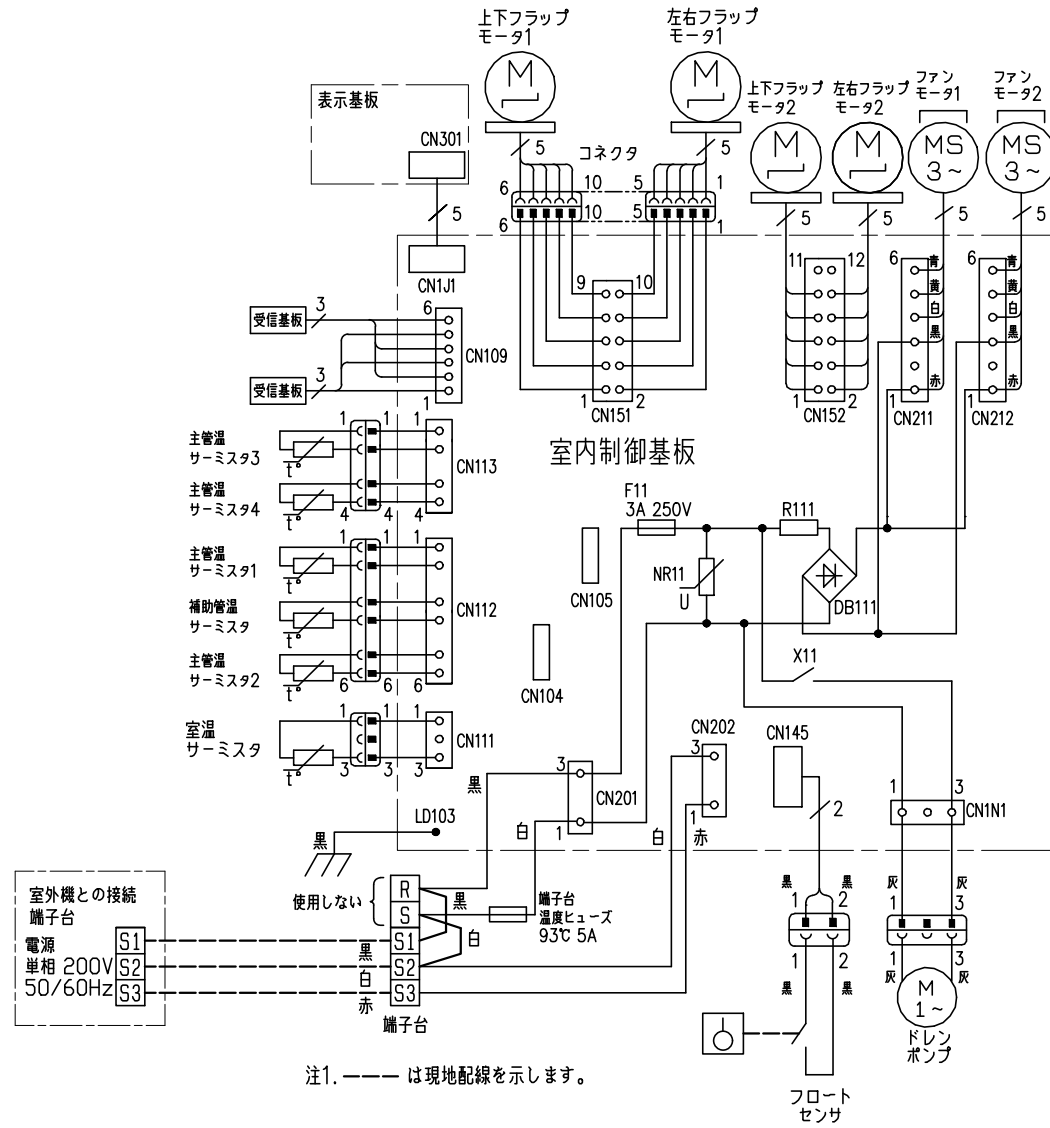 上下フラップ
モータ1
左右フラップ
モータ1
上下フラップ
モータ2
左右フラップ
モータ2
ファン
モータ1
ファン
モータ2
M
M
M
M
MS
3~
MS
3~
表示基板
CN301
5
CN1J1
コネクタ
5
5
5
5
5
5
6
10
5
1
6
10
5
1
9
10
1
2
CN151
11
12
1
2
CN152
6
青
黄
白
黒
赤
1
CN211
6
青
黄
白
黒
赤
1
CN212
受信基板
3
受信基板
3
6
1
CN109
室内制御基板
主管温
サーミスタ3
t°
主管温
サーミスタ4
t°
1
1
1
4
4
4
CN113
主管温
サーミスタ1
t°
補助管温
サーミスタ
t°
主管温
サーミスタ2
t°
1
1
1
6
6
6
CN112
室温
サーミスタ
t°
1
1
1
3
3
3
CN111
F11
3A 250V
R111
NR11
U
DB111
CN105
CN104
X11
CN202
3
1
CN145
2
3
CN201
1
1
3
CN1N1
黒
白
白
赤
LD103
黒
使用しない
R
S
S1
S2
S3
黒
白
端子台
温度ヒューズ
93℃ 5A
端子台
室外機との接続
端子台
電源
単相 200V
50/60Hz
S1
S2
S3
黒
白
赤
黒
黒
1
2
1
2
黒
黒
灰
灰
1
3
1
3
灰
灰
M
1~
ドレン
ポンプ
フロート
センサ
注1. ーーー は現地配線を示します。